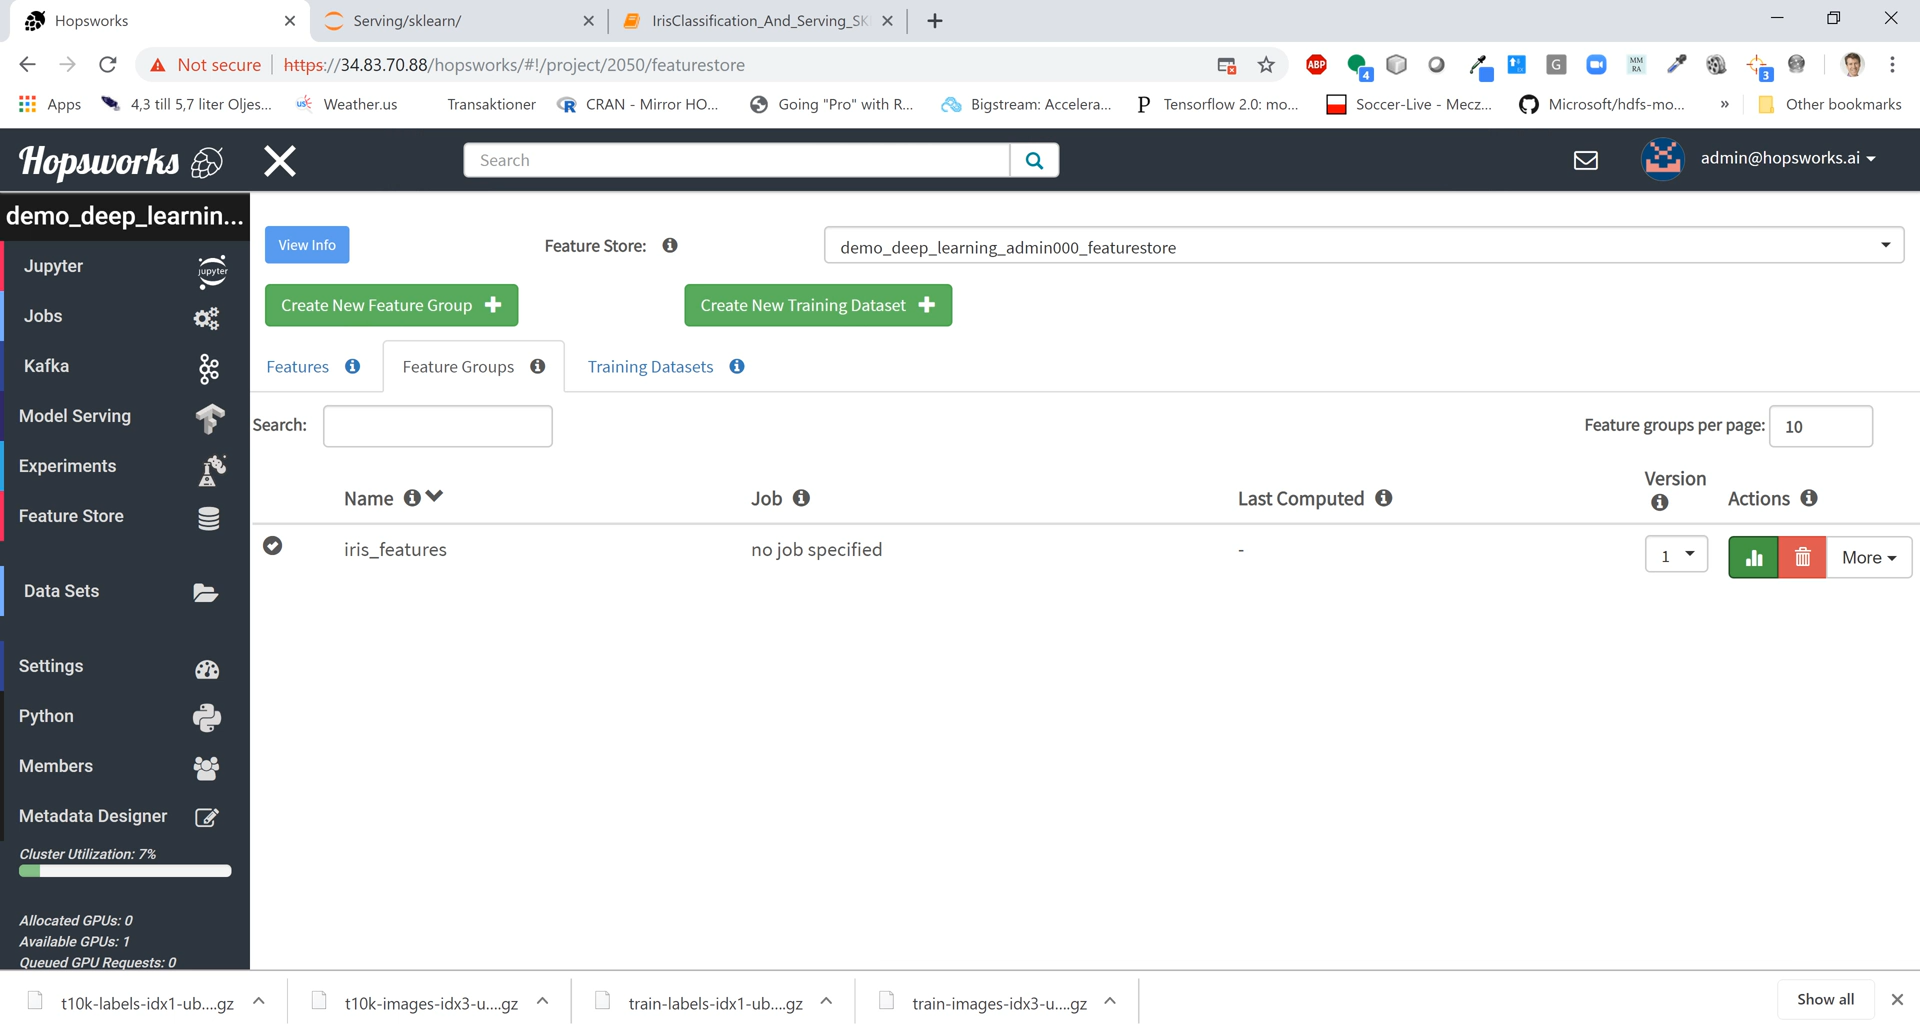 Hopsworks
Serving/sklearn/
IrisClassification_And_Serving_SK
Not secure
https://34.83.70.88/hopsworks/#!/project/2050/featurestore
ABP
4
G
MM
RA
3
Apps
4,3 till 5,7 liter Oljes...
us
Weather.us
Transaktioner
R
CRAN - Mirror HO...
Going "Pro" with R...
Bigstream: Accelera...
P
Tensorflow 2.0: mo...
Soccer-Live - Mecz...
Microsoft/hdfs-mo...
»
Other bookmarks
Hopsworks
Search
admin@hopsworks.ai
demo_deep_learnin...
View Info
Feature Store:
demo_deep_learning_admin000_featurestore
Jupyter
jupyter
Create New Feature Group
Create New Training Dataset
Jobs
Kafka
Features
Feature Groups
Training Datasets
Model Serving
Search:
Feature groups per page:
10
Experiments
Name
Job
Last Computed
Version
Actions
Feature Store
iris_features
no job specified
-
1
More
Data Sets
Settings
Python
Members
Metadata Designer
Cluster Utilization: 7%
Allocated GPUs: 0
Available GPUs: 1
Queued GPU Requests: 0
t10k-labels-idx1-ub....gz
t10k-images-idx3-u....gz
train-labels-idx1-ub....gz
train-images-idx3-u....gz
Show all